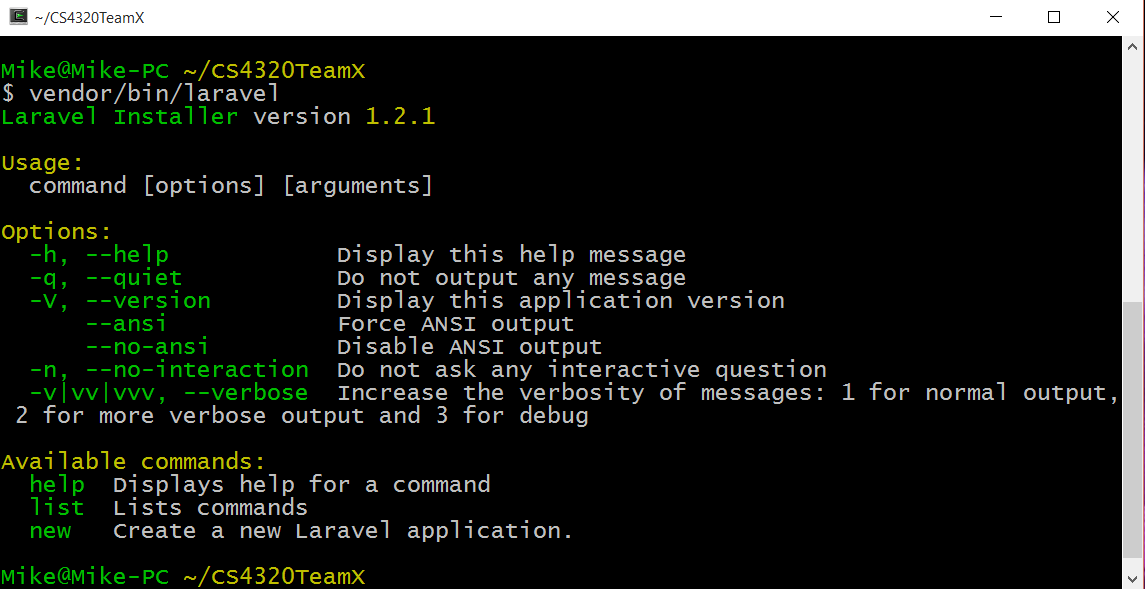 ~/CS4320TeamX
Mike@Mike-PC ~/CS4320TeamX
$ vendor/bin/laravel
Laravel Installer version 1.2.1
Usage:
  command [options] [arguments]
Options:
  -h, --help            Display this help message
  -q, --quiet           Do not output any message
  -V, --version         Display this application version
      --ansi            Force ANSI output
      --no-ansi         Disable ANSI output
  -n, --no-interaction  Do not ask any interactive question
  -v|vv|vvv, --verbose  Increase the verbosity of messages: 1 for normal output,
 2 for more verbose output and 3 for debug
Available commands:
  help  Displays help for a command
  list  Lists commands
  new   Create a new Laravel application.
Mike@Mike-PC ~/CS4320TeamX